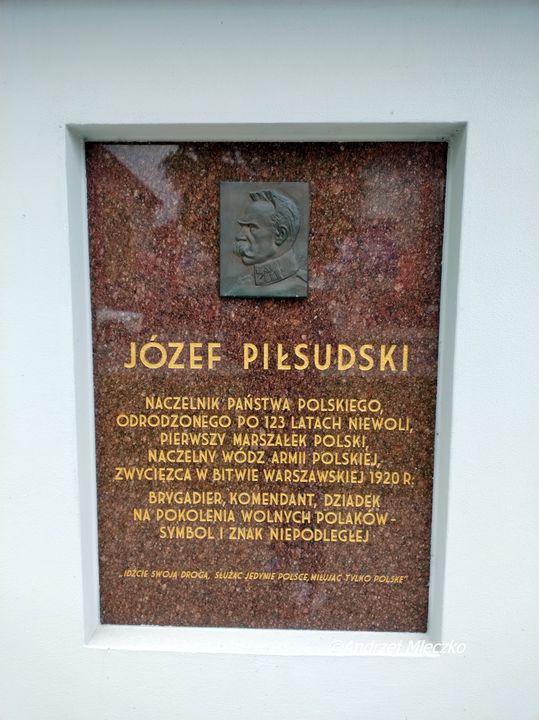 JÓZEF PIŁSUDSKI
NACZELNIK PAŃSTWA POLSKIEGO,
ODRODZONEGO PO 123 LATACH NIEWOLI,
PIERWSZY MARSZAŁEK POLSKI,
NACZELNY WÓDZ ARMII POLSKIEJ,
ZWYCIĘZCA W BITWIE WARSZAWSKIEJ 1920 R.
BRYGADIER, KOMENDANT, DZIADEK
NA POKOLENIA WOLNYCH POLAKÓW -
SYMBOL I ZNAK NIEPODLEGŁEJ
„IDŹCIE SWOJĄ DROGĄ, SŁUŻĄC JEDYNIE POLSCE, MIŁUJĄC TYLKO POLSKĘ"
©Andrzej Mleczko